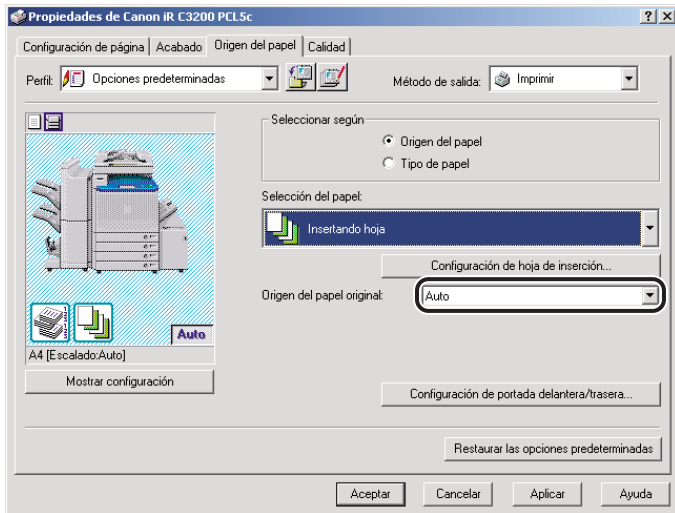 Propiedades de Canon iR C3200 PCL5c
Configuración de página Acabado Origen del papel Calidad
Perfil: Opciones predeterminadas Método de salida: Imprimir
Seleccionar según
Origen del papel
Tipo de papel
Selección del papel:
Insertando hoja
Configuración de hoja de inserción...
Origen del papel original: Auto
Auto
A4 [Escalado:Auto]
Mostrar configuración
Configuración de portada delantera/trasera...
Restaurar las opciones predeterminadas
Aceptar Cancelar Aplicar Ayuda